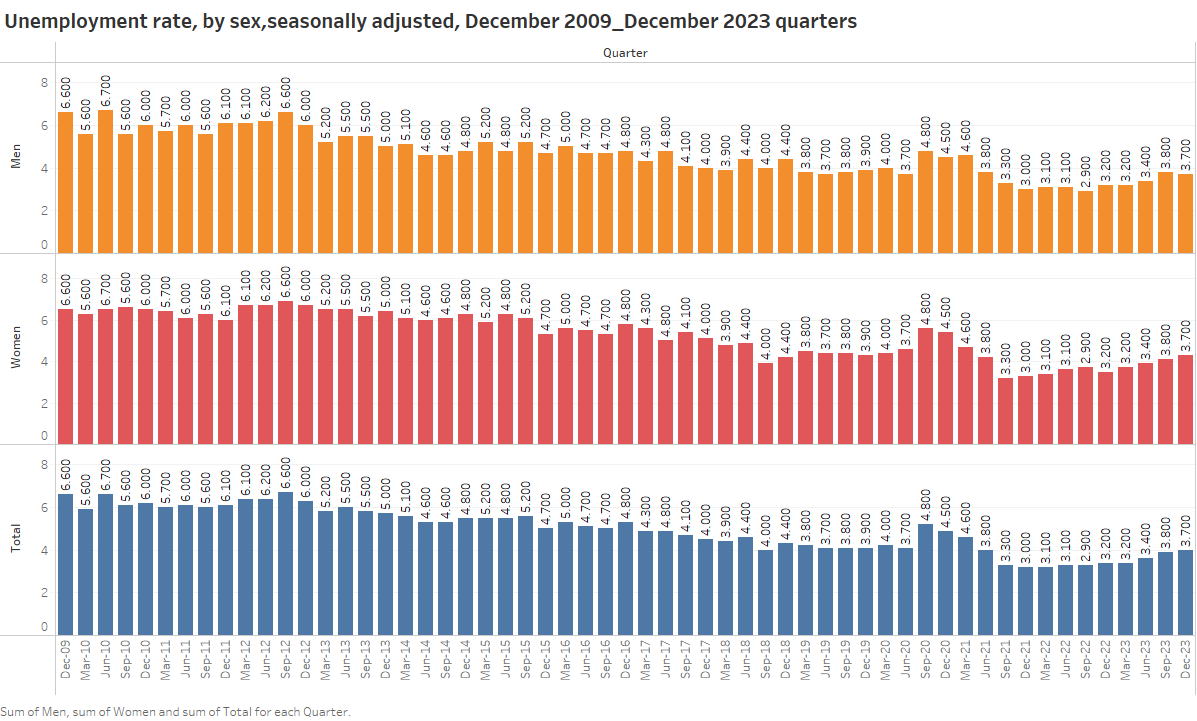 Unemployment rate, by sex,seasonally adjusted, December 2009_December 2023 quarters
Quarter
Men
8
6
4
2
0
6.600 5.600 6.700 5.600 6.000 5.700 6.000 5.600 6.100 6.100 6.200 6.600 6.000 5.200 5.500 5.500 5.000 5.100 4.600 4.600 4.800 5.200 4.800 5.200 4.700 5.000 4.700 4.700 4.800 4.300 4.800 4.100 4.000 3.900 4.400 4.000 4.400 3.800 3.700 3.800 3.900 4.000 3.700 4.800 4.500 4.600 3.800 3.300 3.000 3.100 3.100 2.900 3.200 3.200 3.400 3.800 3.700
Women
8
6
4
2
0
6.600 5.600 6.700 5.600 6.000 5.700 6.000 5.600 6.100 6.100 6.200 6.600 6.000 5.200 5.500 5.500 5.000 5.100 4.600 4.600 4.800 5.200 4.800 5.200 4.700 5.000 4.700 4.700 4.800 4.300 4.800 4.100 4.000 3.900 4.400 4.000 4.400 3.800 3.700 3.800 3.900 4.000 3.700 4.800 4.500 4.600 3.800 3.300 3.000 3.100 3.100 2.900 3.200 3.200 3.400 3.800 3.700
Total
8
6
4
2
0
6.600 5.600 6.700 5.600 6.000 5.700 6.000 5.600 6.100 6.100 6.200 6.600 6.000 5.200 5.500 5.500 5.000 5.100 4.600 4.600 4.800 5.200 4.800 5.200 4.700 5.000 4.700 4.700 4.800 4.300 4.800 4.100 4.000 3.900 4.400 4.000 4.400 3.800 3.700 3.800 3.900 4.000 3.700 4.800 4.500 4.600 3.800 3.300 3.000 3.100 3.100 2.900 3.200 3.200 3.400 3.800 3.700
Dec-09 Mar-10 Jun-10 Sep-10 Dec-10 Mar-11 Jun-11 Sep-11 Dec-11 Mar-12 Jun-12 Sep-12 Dec-12 Mar-13 Jun-13 Sep-13 Dec-13 Mar-14 Jun-14 Sep-14 Dec-14 Mar-15 Jun-15 Sep-15 Dec-15 Mar-16 Jun-16 Sep-16 Dec-16 Mar-17 Jun-17 Sep-17 Dec-17 Mar-18 Jun-18 Sep-18 Dec-18 Mar-19 Jun-19 Sep-19 Dec-19 Mar-20 Jun-20 Sep-20 Dec-20 Mar-21 Jun-21 Sep-21 Dec-21 Mar-22 Jun-22 Sep-22 Dec-22 Mar-23 Jun-23 Sep-23 Dec-23
Sum of Men, sum of Women and sum of Total for each Quarter.